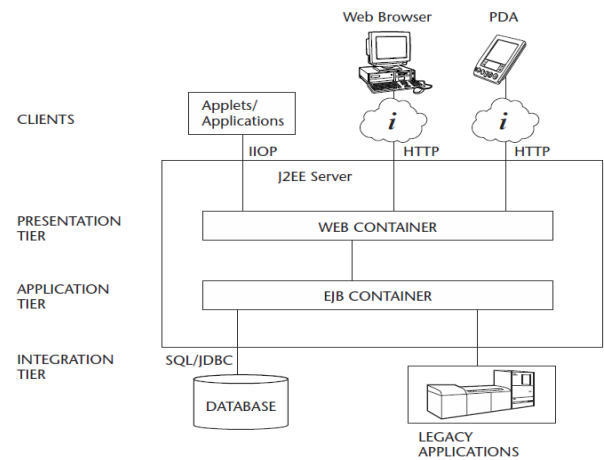 Web Browser
PDA
CLIENTS
Applets/
Applications
i
i
IIOP
HTTP
HTTP
J2EE Server
PRESENTATION
TIER
WEB CONTAINER
APPLICATION
TIER
EJB CONTAINER
INTEGRATION
TIER
SQL/JDBC
DATABASE
LEGACY
APPLICATIONS